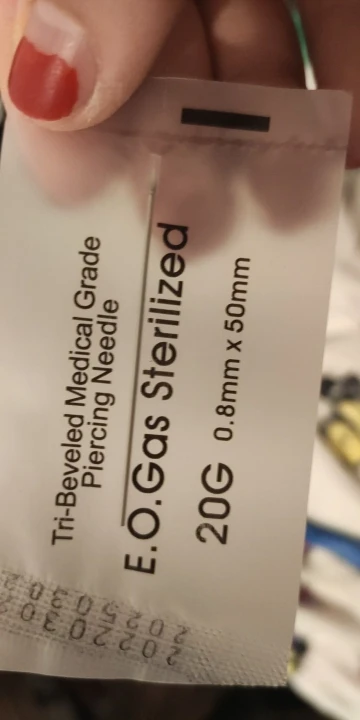 Tri-Beveled Medical Grade
Piercing Needle
E.O.Gas Sterilized
20G 0.8mm x 50mm